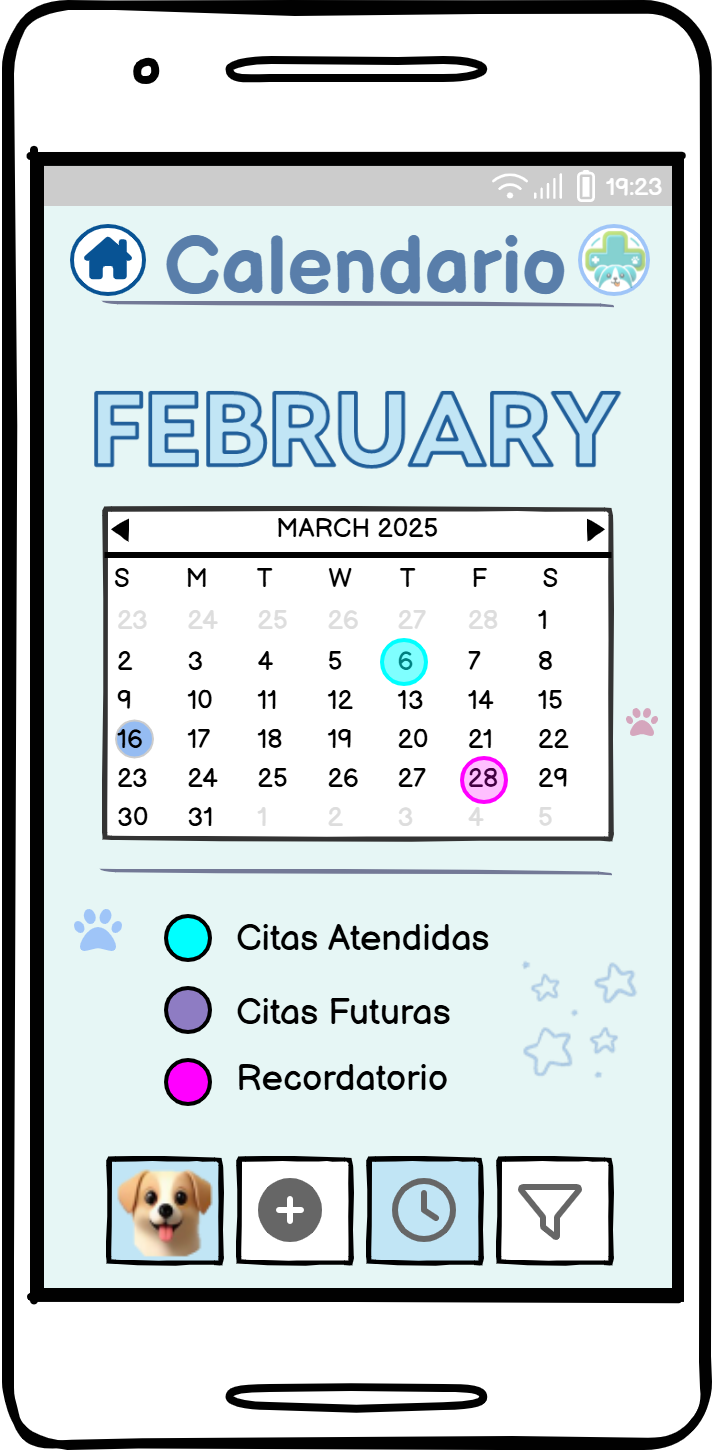 19:23
Calendario
FEBRUARY
MARCH 2025
S M T W T F S
23 24 25 26 27 28 1
2 3 4 5 6 7 8
9 10 11 12 13 14 15
16 17 18 19 20 21 22
23 24 25 26 27 28 29
30 31 1 2 3 4 5
Citas Atendidas
Citas Futuras
Recordatorio